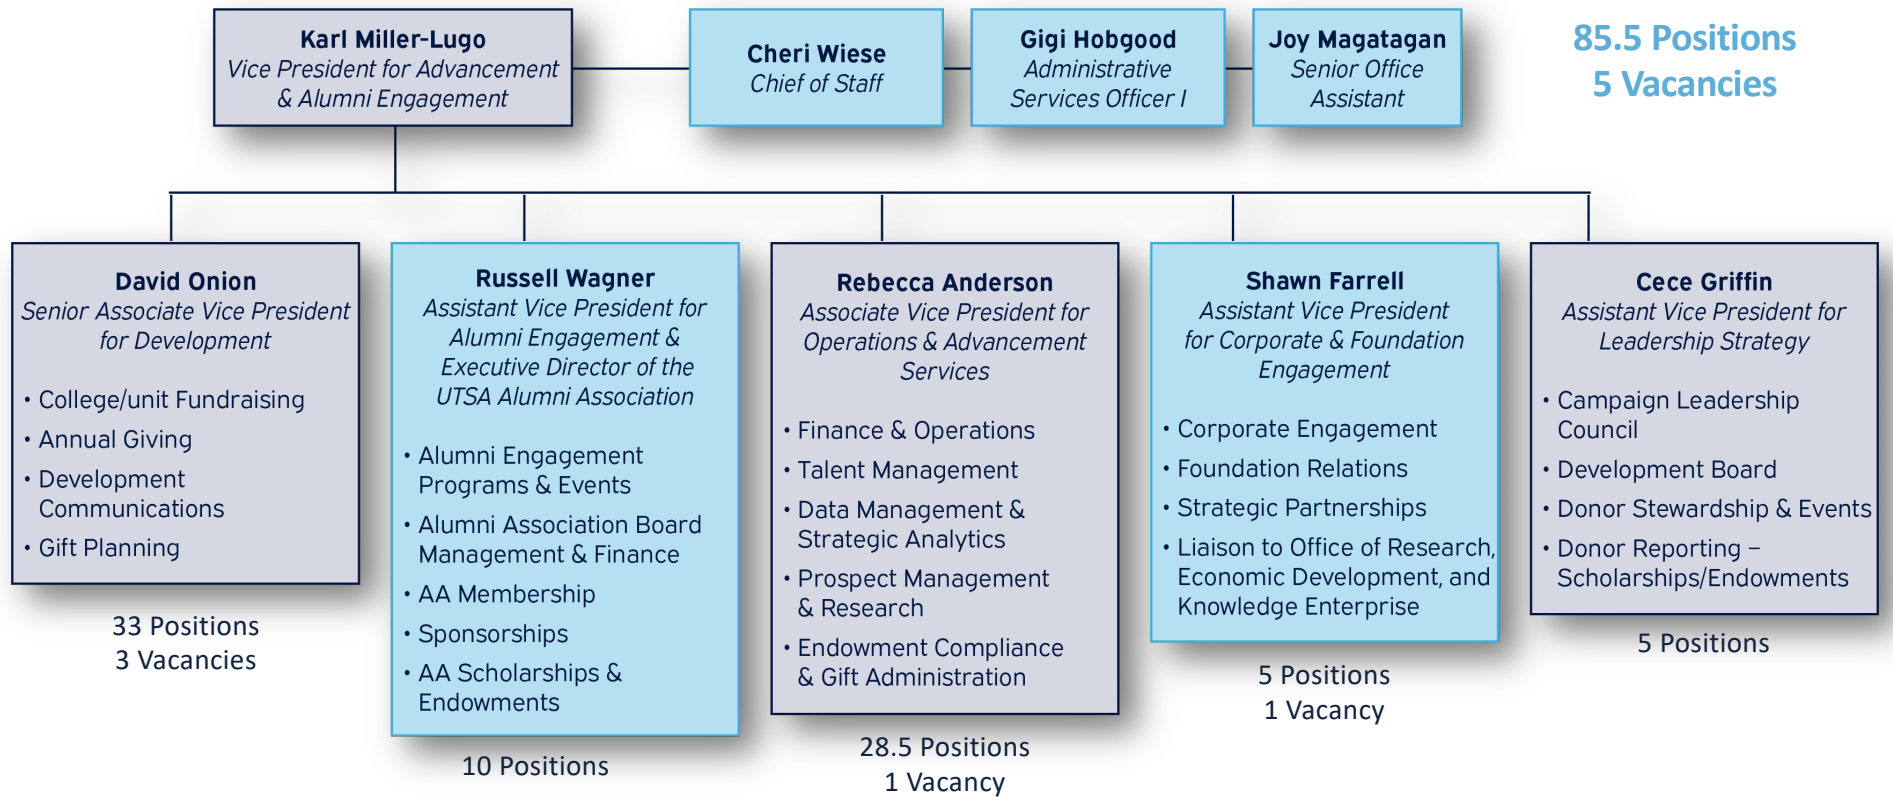 Karl Miller-Lugo
Vice President for Advancement
& Alumni Engagement
Cheri Wiese
Chief of Staff
Gigi Hobgood
Administrative
Services Officer I
Joy Magatagan
Senior Office
Assistant
85.5 Positions
5 Vacancies
David Onion
Senior Associate Vice President
for Development
• College/unit Fundraising
• Annual Giving
• Development
Communications
• Gift Planning
33 Positions
3 Vacancies
Russell Wagner
Assistant Vice President for
Alumni Engagement &
Executive Director of the
UTSA Alumni Association
• Alumni Engagement
Programs & Events
• Alumni Association Board
Management & Finance
• AA Membership
• Sponsorships
• AA Scholarships &
Endowments
10 Positions
Rebecca Anderson
Associate Vice President for
Operations & Advancement
Services
• Finance & Operations
• Talent Management
• Data Management &
Strategic Analytics
• Prospect Management
& Research
• Endowment Compliance
& Gift Administration
28.5 Positions
1 Vacancy
Shawn Farrell
Assistant Vice President
for Corporate & Foundation
Engagement
• Corporate Engagement
• Foundation Relations
• Strategic Partnerships
• Liaison to Office of Research,
Economic Development, and
Knowledge Enterprise
5 Positions
1 Vacancy
Cece Griffin
Assistant Vice President for
Leadership Strategy
• Campaign Leadership
Council
• Development Board
• Donor Stewardship & Events
• Donor Reporting –
Scholarships/Endowments
5 Positions